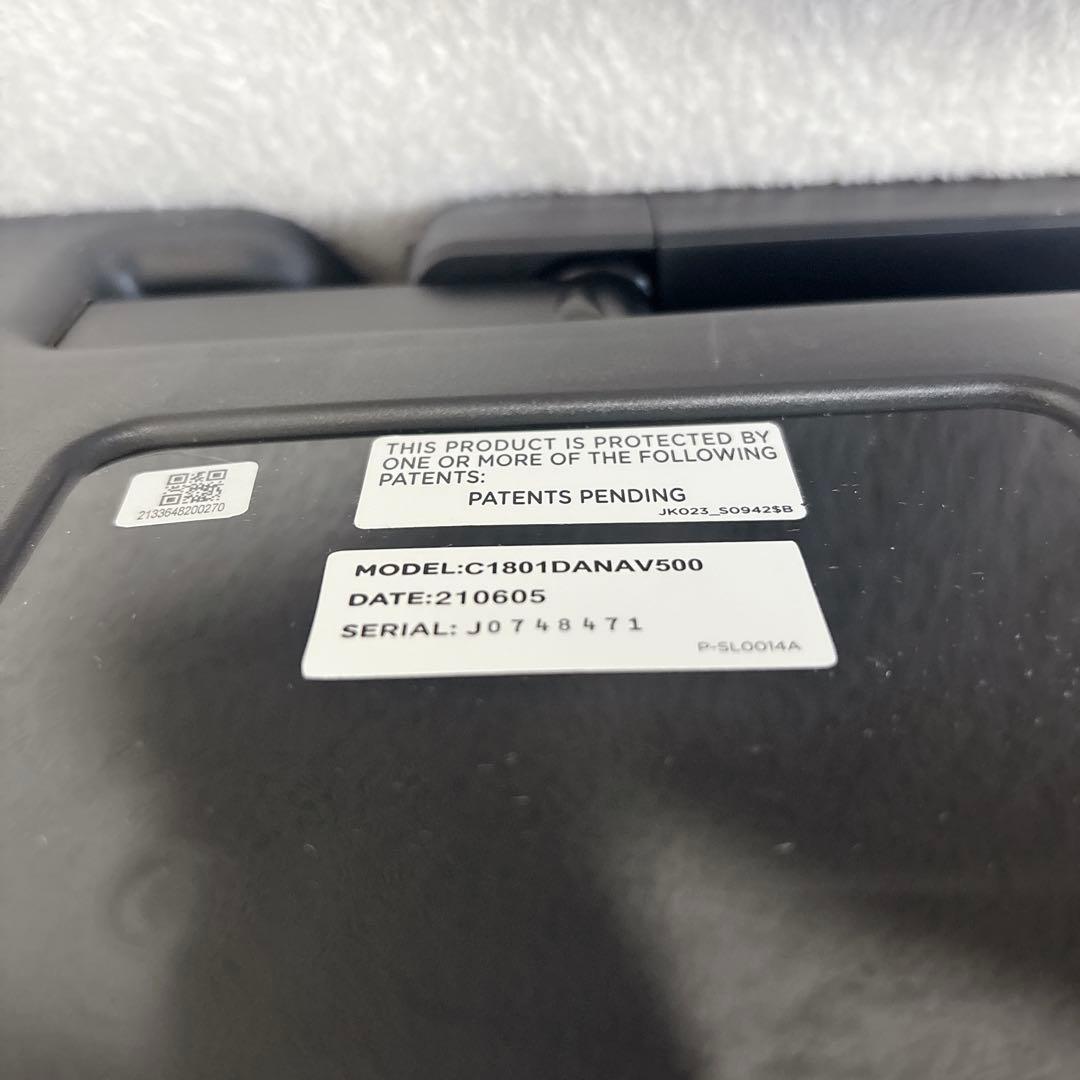 THIS PRODUCT IS PROTECTED BY
ONE OR MORE OF THE FOLLOWING
PATENTS:
PATENTS PENDING
JK023_S0942$B
2133648200270
MODEL:C1801DANAV500
DATE:210605
SERIAL: J0748471
P-SL0014A